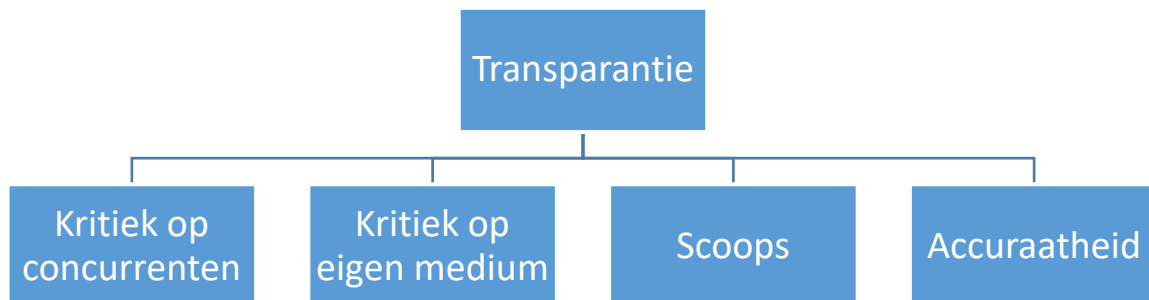 Transparantie
Kritiek op
concurrenten
Kritiek op
eigen medium
Scoops
Accuraatheid